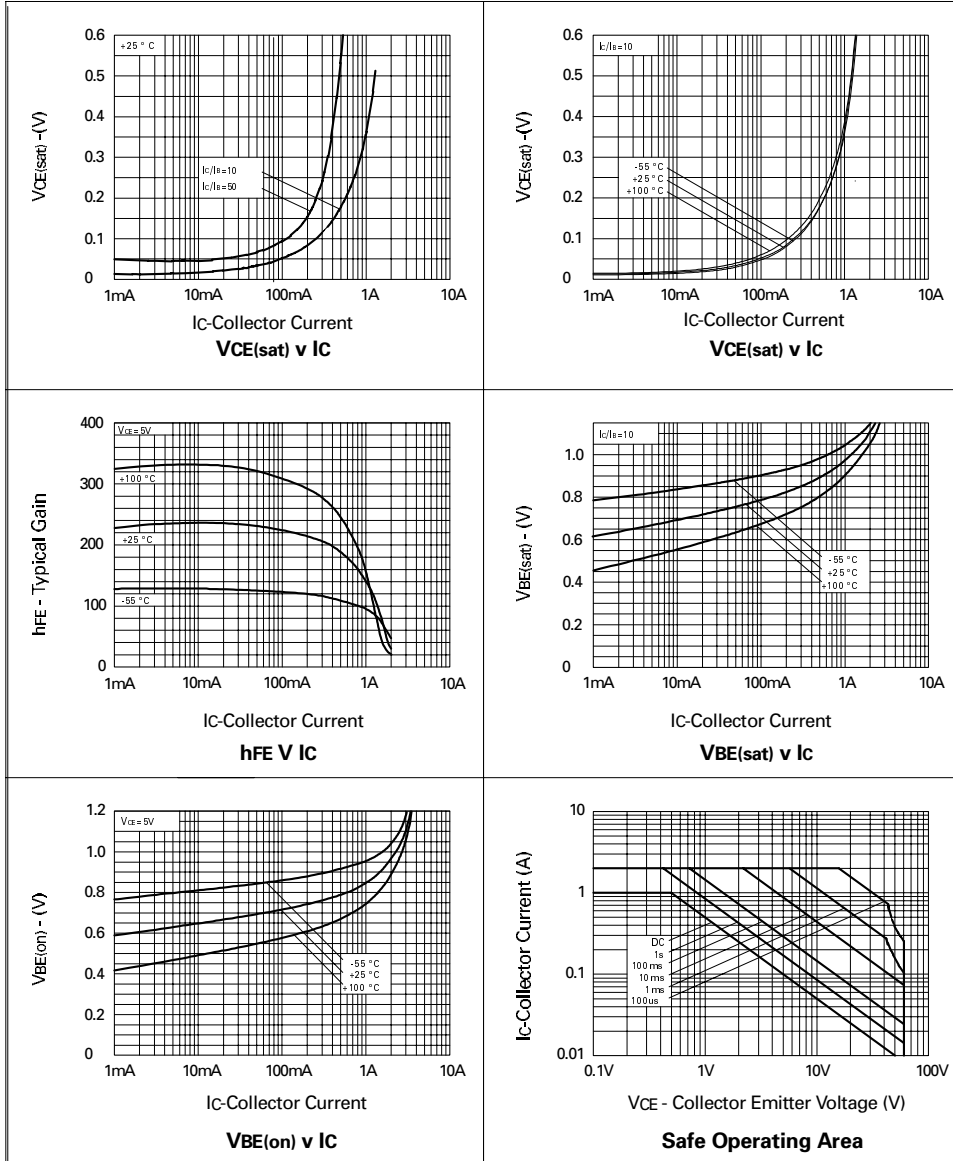 0.6
0.5
0.4
0.3
0.2
0.1
0
+25 ° C
IC/IB=10
IC/IB=50
VCE(sat) -(V)
1mA 10mA 100mA 1A 10A
IC-Collector Current
VCE(sat) v IC
0.6
0.5
0.4
0.3
0.2
0.1
0
IC/IB=10
-55 °C
+25 °C
+100 °C
VCE(sat) -(V)
1mA 10mA 100mA 1A 10A
IC-Collector Current
VCE(sat) v IC
400
300
200
100
0
VCE=5V
+100 °C
+25 °C
-55 °C
hFE - Typical Gain
1mA 10mA 100mA 1A 10A
IC-Collector Current
hFE V IC
1.0
0.8
0.6
0.4
0.2
0
IC/IB=10
-55 °C
+25 °C
+100 °C
VBE(sat) - (V)
1mA 10mA 100mA 1A 10A
IC-Collector Current
VBE(sat) v IC
1.2
1.0
0.8
0.6
0.4
0.2
0
VCE=5V
-55 °C
+25 °C
+100 °C
VBE(on) - (V)
1mA 10mA 100mA 1A 10A
IC-Collector Current
VBE(on) v IC
10
1
0.1
0.01
DC
1s
100ms
10ms
1ms
100us
IC-Collector Current (A)
0.1V 1V 10V 100V
VCE - Collector Emitter Voltage (V)
Safe Operating Area